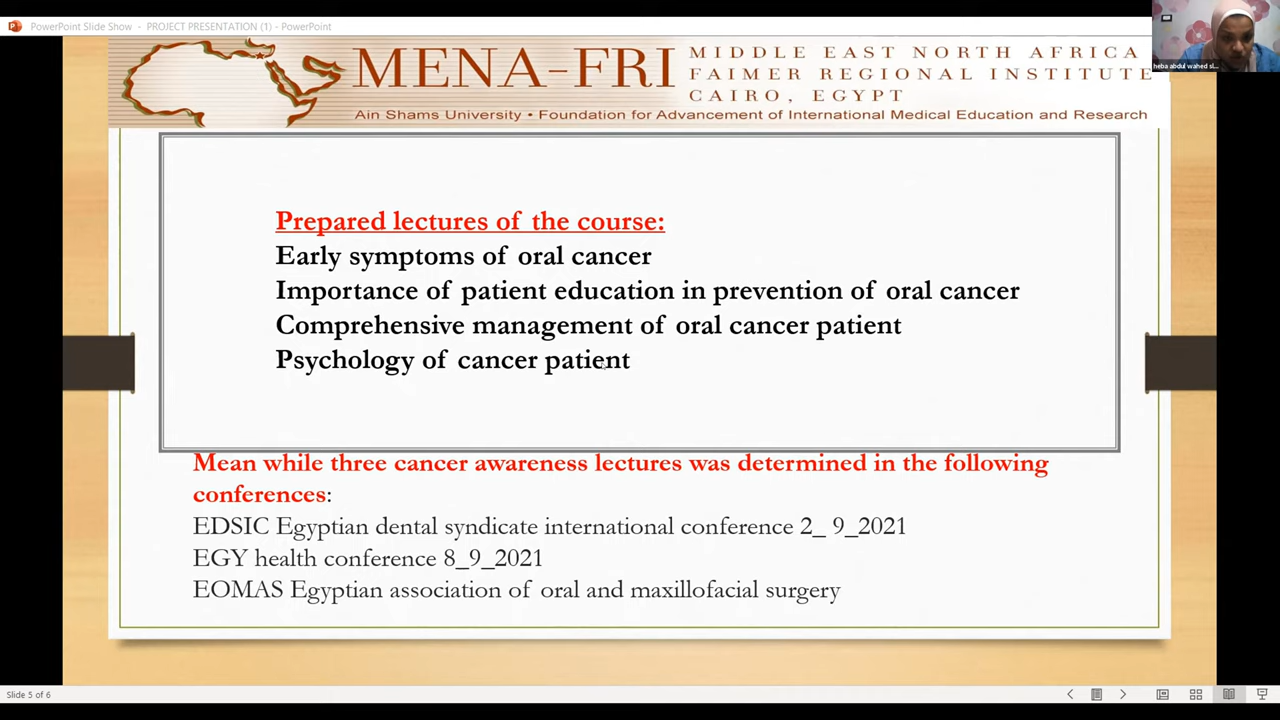 PowerPoint Slide Show - PROJECT PRESENTATION (1) - PowerPoint
heba abdul wahed sl...
MENA-FRI
MIDDLE EAST NORTH AFRICA
FAIMER REGIONAL INSTITUTE
CAIRO, EGYPT
Ain Shams University • Foundation for Advancement of International Medical Education and Research
Prepared lectures of the course:
Early symptoms of oral cancer
Importance of patient education in prevention of oral cancer
Comprehensive management of oral cancer patient
Psychology of cancer patient
Mean while three cancer awareness lectures was determined in the following
conferences:
EDSIC Egyptian dental syndicate international conference 2_ 9_2021
EGY health conference 8_9_2021
EOMAS Egyptian association of oral and maxillofacial surgery
Slide 5 of 6